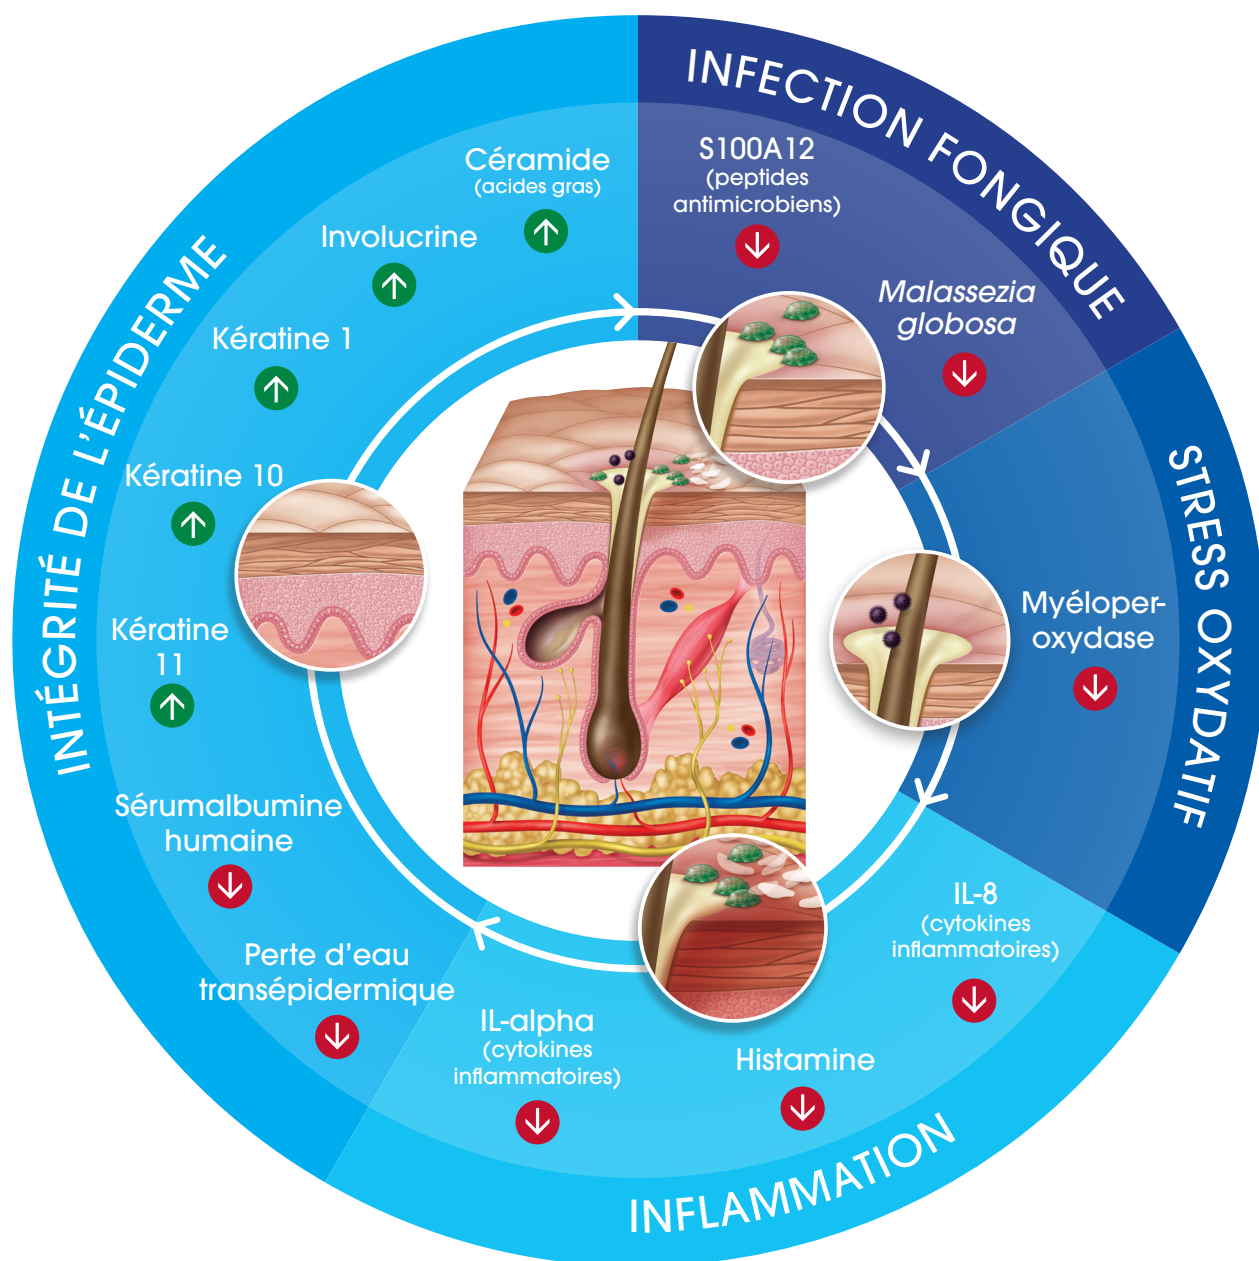 INFECTION FONGIQUE
S100A12
(peptides
antimicrobiens)
Malassezia
globosa
STRESS OXYDATIF
Myéloper-
oxydase
INFLAMMATION
IL-8
(cytokines
inflammatoires)
Histamine
IL-alpha
(cytokines
inflammatoires)
INTÉGRITÉ DE L'ÉPIDERME
Perte d'eau
transépidermique
Sérumalbumine
humaine
Kératine
11
Kératine 10
Kératine 1
Involucrine
Céramide
(acides gras)